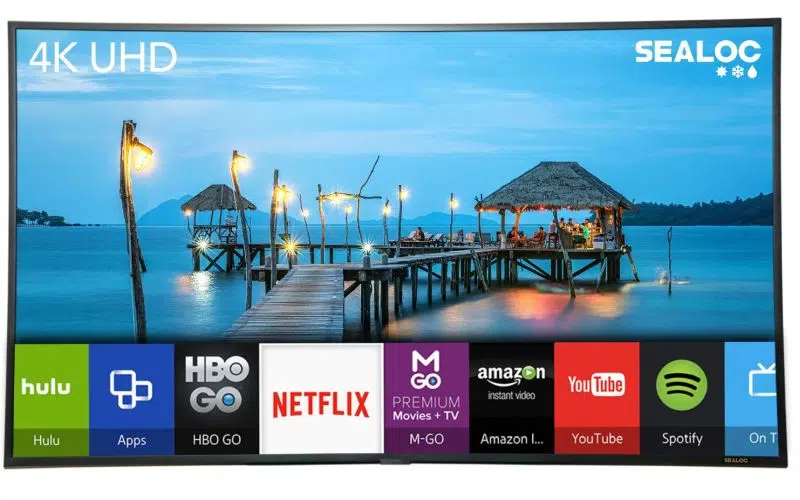 4K UHD
SEALOC
hulu
Hulu
Apps
HBO
GO
HBO GO
NETFLIX
M
GO
PREMIUM
Movies + TV
M-GO
amazon
instant video
Amazon I...
YouTube
YouTube
Spotify
On T
SEALOC